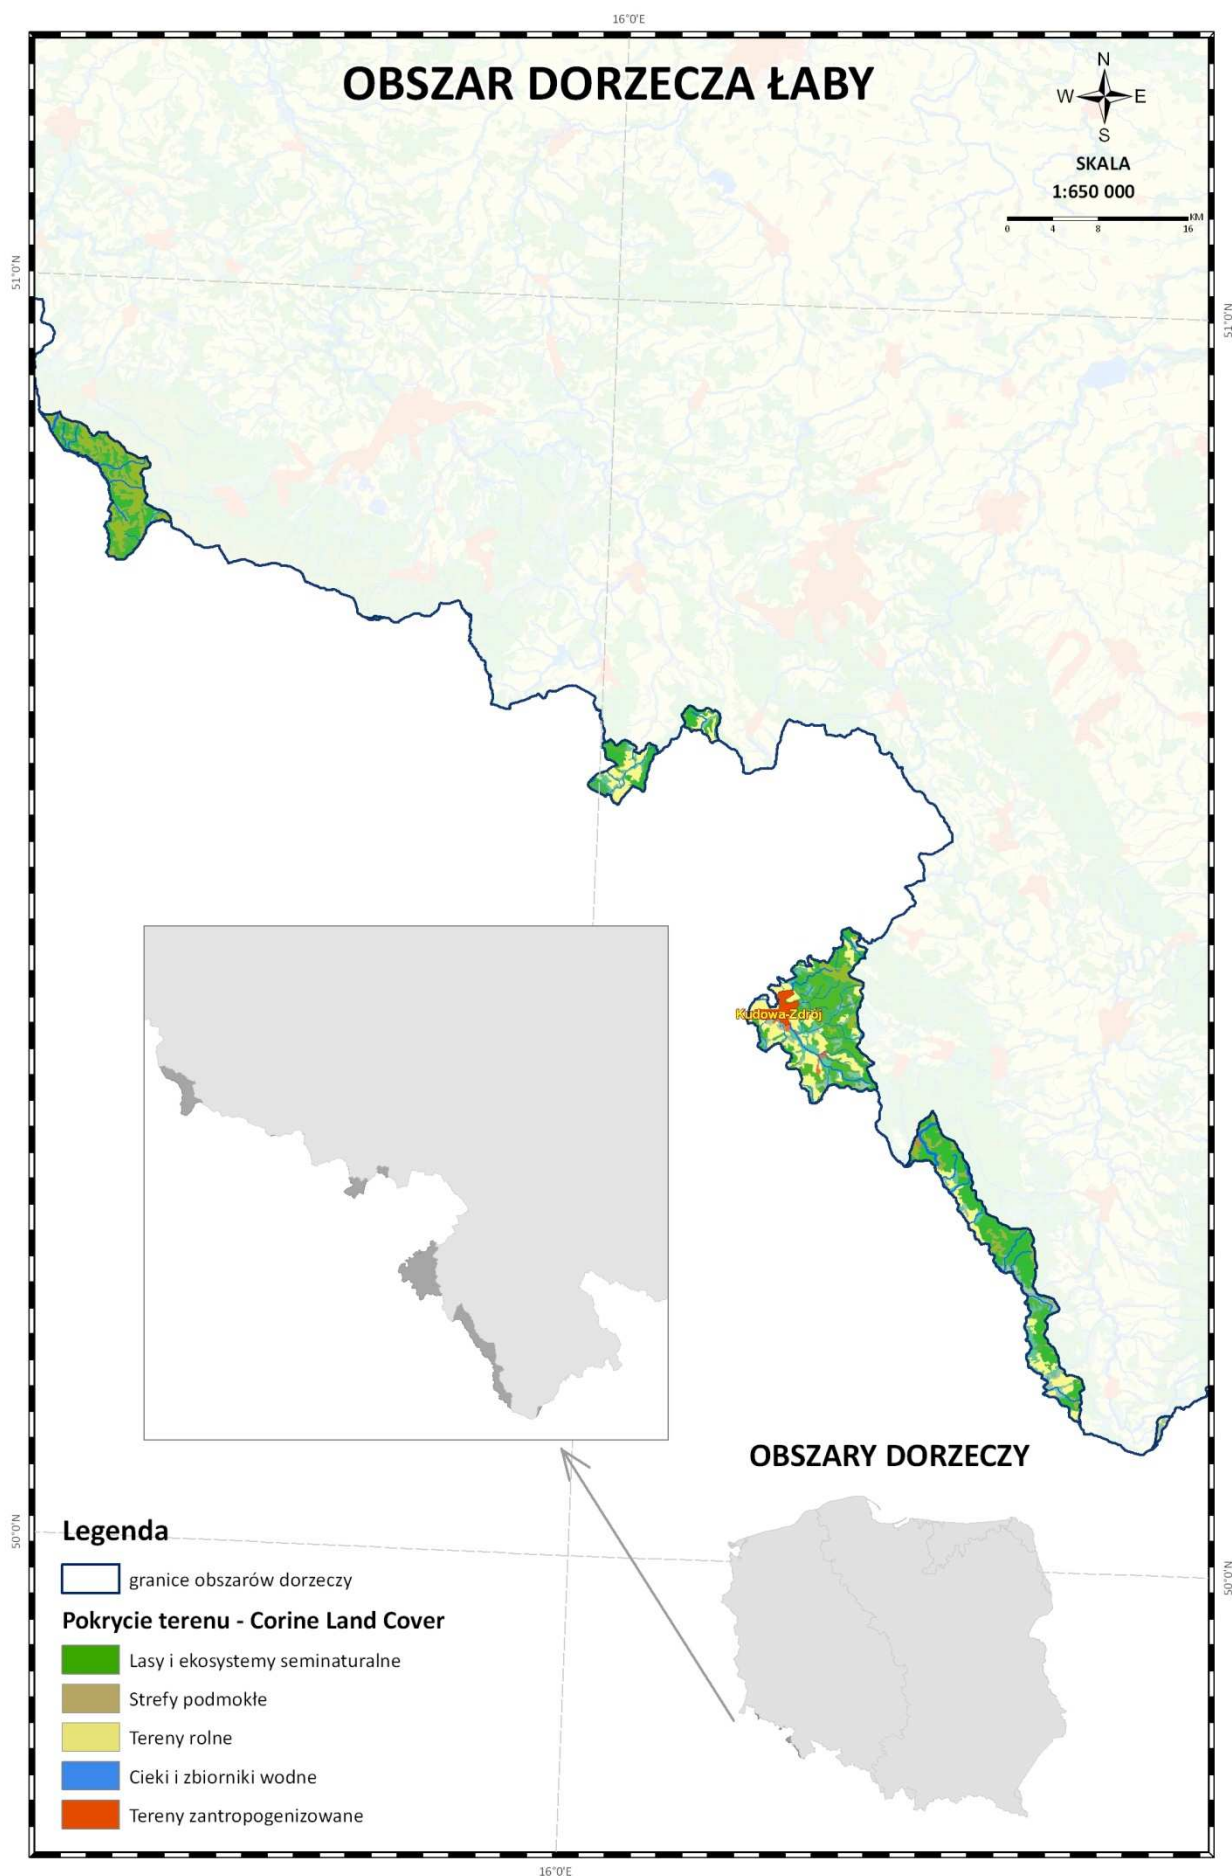 16°0'E
OBSZAR DORZECZA ŁABY
N
W E
S
SKALA
1:650 000
KM
0 4 8 16
51°0'N
51°0'N
Kudowa-Zdrój
OBSZARY DORZECZY
50°0'N
50°0'N
Legenda
granice obszarów dorzeczy
Pokrycie terenu - Corine Land Cover
Lasy i ekosystemy seminaturalne
Strefy podmokłe
Tereny rolne
Cieki i zbiorniki wodne
Tereny zantropogenizowane
16°0'E